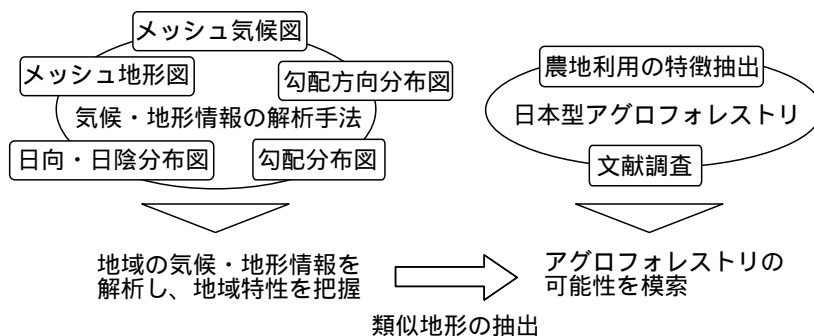 メッシュ気候図
メッシュ地形図
勾配方向分布図
気候・地形情報の解析手法
日向・日陰分布図
勾配分布図
農地利用の特徴抽出
日本型アグロフォレストリ
文献調査
地域の気候・地形情報を
解析し、地域特性を把握
類似地形の抽出
アグロフォレストリの
可能性を模索